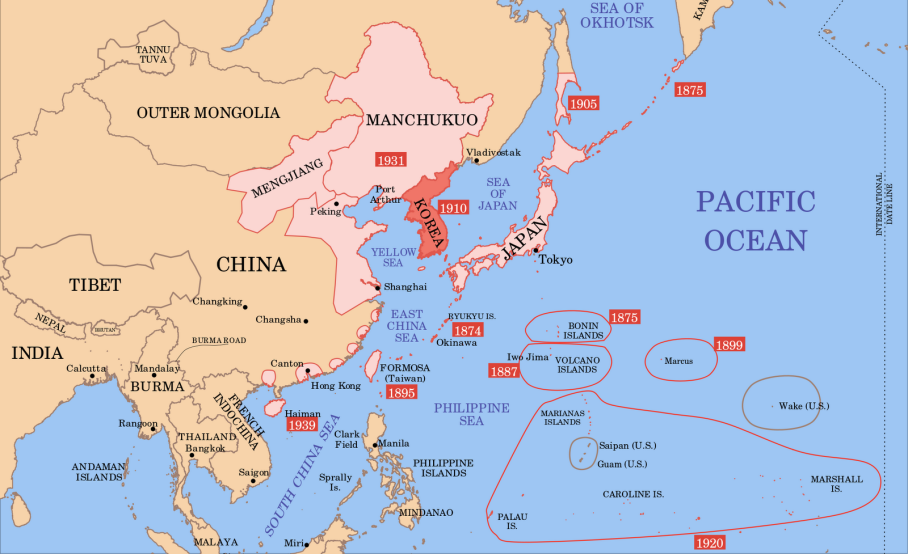 SEA OF
OKHOTSK
KAM
TANNU
TUVA
1875
1905
OUTER MONGOLIA
MANCHUKUO
INTERNATIONAL
DATE LINE
Vladivostak
1931
MENGJIANG
SEA
OF
JAPAN
Port
Arthur
PACIFIC
OCEAN
Peking
KOREA
1910
JAPAN
Tokyo
YELLOW
SEA
CHINA
TIBET
Shanghai
Changking
NEPAL
BHUTAN
Changsha
EAST
CHINA
SEA
RYUKYU IS.
1874
Okinawa
1875
BONIN
ISLANDS
BURMA ROAD
INDIA
1899
Marcus
Iwo Jima
VOLCANO
ISLANDS
1887
Calcutta
Mandalay
BURMA
Canton
Hong Kong
FORMOSA
(Taiwan)
1895
FRENCH
INDOCHINA
Haiman
1939
PHILIPPINE
SEA
MARIANAS
ISLANDS
Wake (U.S.)
Rangoon
THAILAND
Bangkok
Clark
Field
Manila
Saipan (U.S.)
Guam (U.S.)
SOUTH CHINA SEA
ANDAMAN
ISLANDS
Saigon
Sprally
Is.
PHILIPPINE
ISLANDS
MARSHALL
IS.
CAROLINE IS.
MINDANAO
PALAU
IS.
MALAYA
Miri
1920